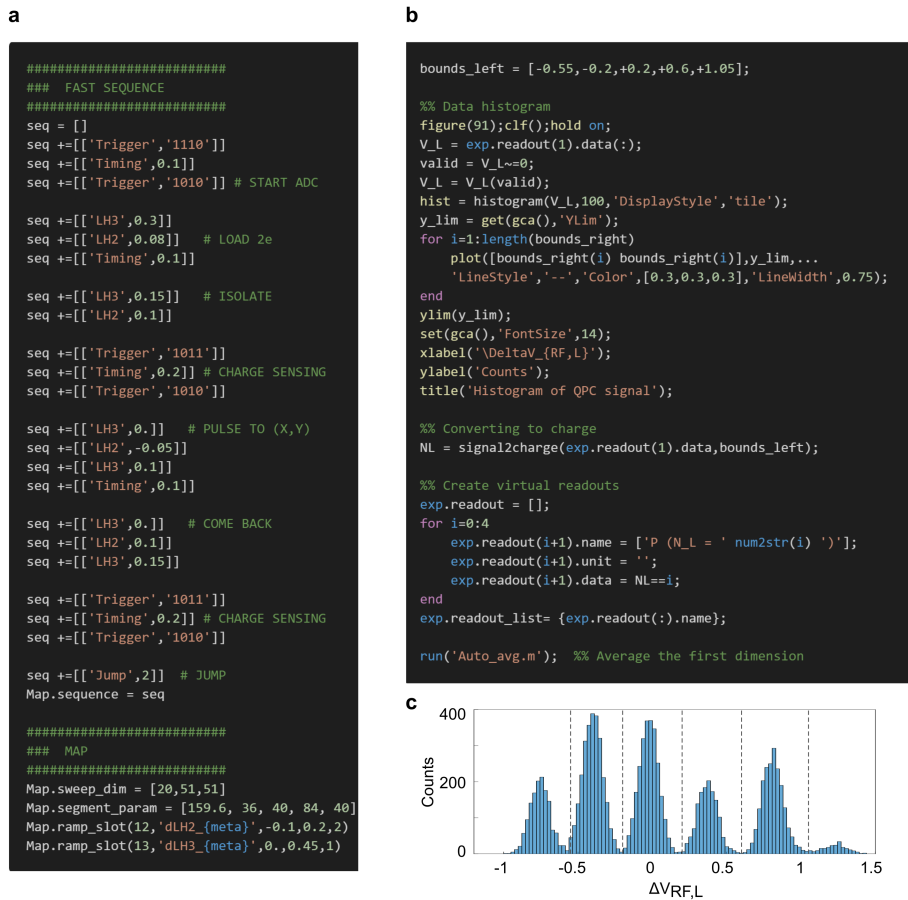 a
###########################
### FAST SEQUENCE
###########################
seq = []
seq +=[['Trigger','1110']]
seq +=[['Timing',0.1]]
seq +=[['Trigger','1010']] # START ADC
seq +=[['LH3',0.3]]
seq +=[['LH2',0.08]] # LOAD 2e
seq +=[['Timing',0.1]]
seq +=[['LH3',0.15]] # ISOLATE
seq +=[['LH2',0.1]]
seq +=[['Trigger','1011']]
seq +=[['Timing',0.2]] # CHARGE SENSING
seq +=[['Trigger','1010']]
seq +=[['LH3',0.]] # PULSE TO (X,Y)
seq +=[['LH2',-0.05]]
seq +=[['LH3',0.1]]
seq +=[['Timing',0.1]]
seq +=[['LH3',0.]] # COME BACK
seq +=[['LH2',0.1]]
seq +=[['LH3',0.15]]
seq +=[['Trigger','1011']]
seq +=[['Timing',0.2]] # CHARGE SENSING
seq +=[['Trigger','1010']]
seq +=[['Jump',2]] # JUMP
Map.sequence = seq
###########################
### MAP
###########################
Map.sweep_dim = [20,51,51]
Map.segment_param = [159.6, 36, 40, 84, 40]
Map.ramp_slot(12,'dLH2_{meta}',-0.1,0.2,2)
Map.ramp_slot(13,'dLH3_{meta}',0.,0.45,1)
b
bounds_left = [-0.55,-0.2,+0.2,+0.6,+1.05];
%% Data histogram
figure(91);clf();hold on;
V_L = exp.readout(1).data(:);
valid = V_L~=0;
V_L = V_L(valid);
hist = histogram(V_L,100,'DisplayStyle','tile');
y_lim = get(gca(),'YLim');
for i=1:length(bounds_right)
plot([bounds_right(i) bounds_right(i)],y_lim,...
'LineStyle','--','Color',[0.3,0.3,0.3],'LineWidth',0.75);
end
ylim(y_lim);
set(gca(),'FontSize',14);
xlabel('\DeltaV_{RF,L}');
ylabel('Counts');
title('Histogram of QPC signal');
%% Converting to charge
NL = signal2charge(exp.readout(1).data,bounds_left);
%% Create virtual readouts
exp.readout = [];
for i=0:4
exp.readout(i+1).name = ['P (N_L = ' num2str(i) ')'];
exp.readout(i+1).unit = '';
exp.readout(i+1).data = NL==i;
end
exp.readout_list= {exp.readout(:).name};
run('Auto_avg.m'); %% Average the first dimension
c
400
200
0
Counts
-1 -0.5 0 0.5 1 1.5
ΔV_RF,L